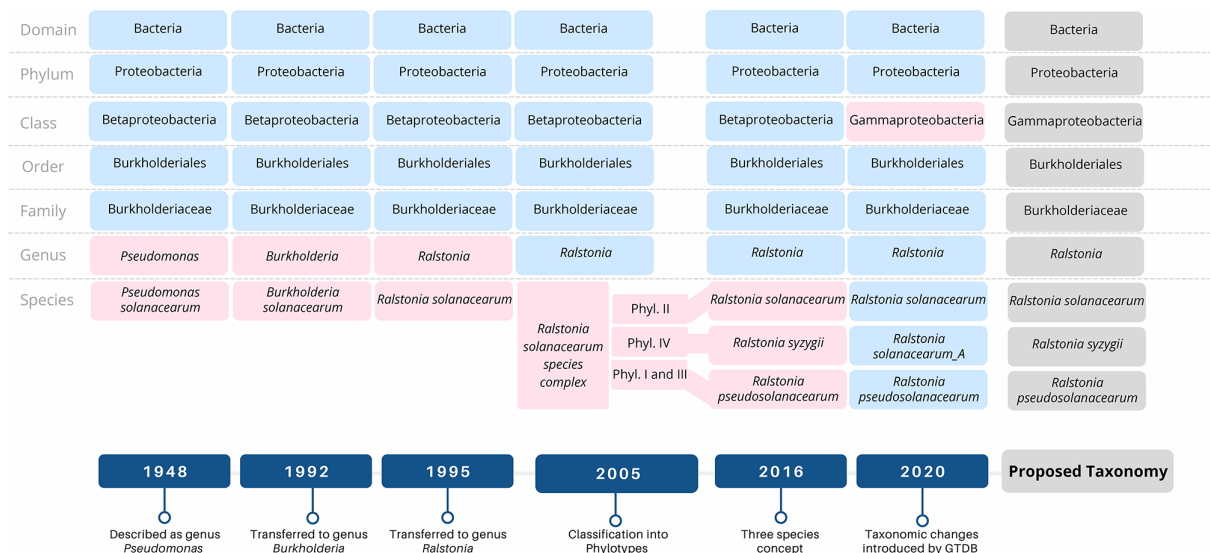 Domain Bacteria Bacteria Bacteria Bacteria Bacteria Bacteria Bacteria
Phylum Proteobacteria Proteobacteria Proteobacteria Proteobacteria Proteobacteria Proteobacteria Proteobacteria
Class Betaproteobacteria Betaproteobacteria Betaproteobacteria Betaproteobacteria Betaproteobacteria Gammaproteobacteria Gammaproteobacteria
Order Burkholderiales Burkholderiales Burkholderiales Burkholderiales Burkholderiales Burkholderiales Burkholderiales
Family Burkholderiaceae Burkholderiaceae Burkholderiaceae Burkholderiaceae Burkholderiaceae Burkholderiaceae Burkholderiaceae
Genus Pseudomonas Burkholderia Ralstonia Ralstonia Ralstonia Ralstonia Ralstonia
Species
Pseudomonas
solanacearum
Burkholderia
solanacearum
Ralstonia solanacearum
Ralstonia
solanacearum
species
complex
Phyl. II
Phyl. IV
Phyl. I and III
Ralstonia solanacearum
Ralstonia syzygii
Ralstonia
pseudosolanacearum
Ralstonia solanacearum
Ralstonia
solanacearum_A
Ralstonia
pseudosolanacearum
Ralstonia solanacearum
Ralstonia syzygii
Ralstonia
pseudosolanacearum
1948 1992 1995 2005 2016 2020 Proposed Taxonomy
Described as genus
Pseudomonas
Transferred to genus
Burkholderia
Transferred to genus
Ralstonia
Classification into
Phylotypes
Three species
concept
Taxonomic changes
introduced by GTDB